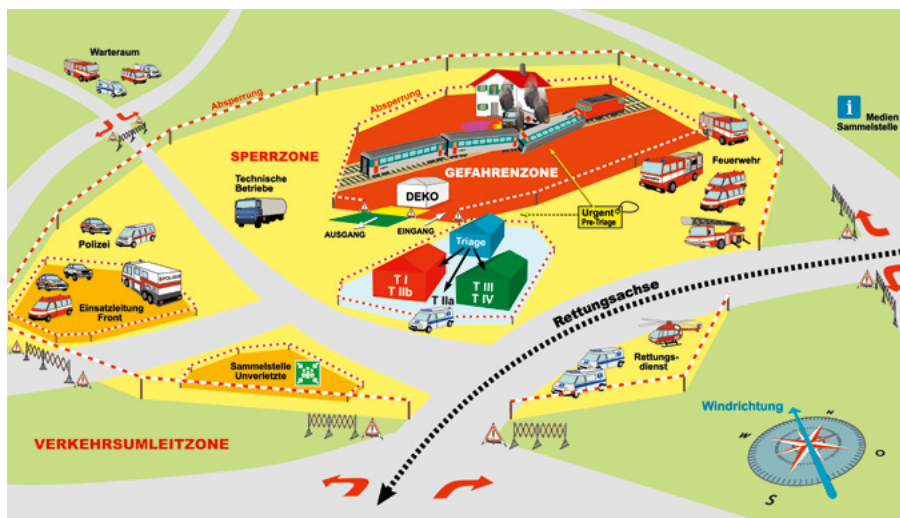 Warteraum
Absperrung
Absperrung
i
Medien
Sammelstelle
SPERRZONE
Feuerwehr
Technische
Betriebe
GEFAHRENZONE
DEKO
AUSGANG
EINGANG
Urgent
Pre-Triage
Polizei
Triage
T I
T IIb
T III
T IV
T IIa
POLIZEI
Einsatzleitung
Front
Rettungsachse
Sammelstelle
Unverletzte
Rettungs-
dienst
Windrichtung
N
W
O
S
VERKEHRSUMLEITZONE